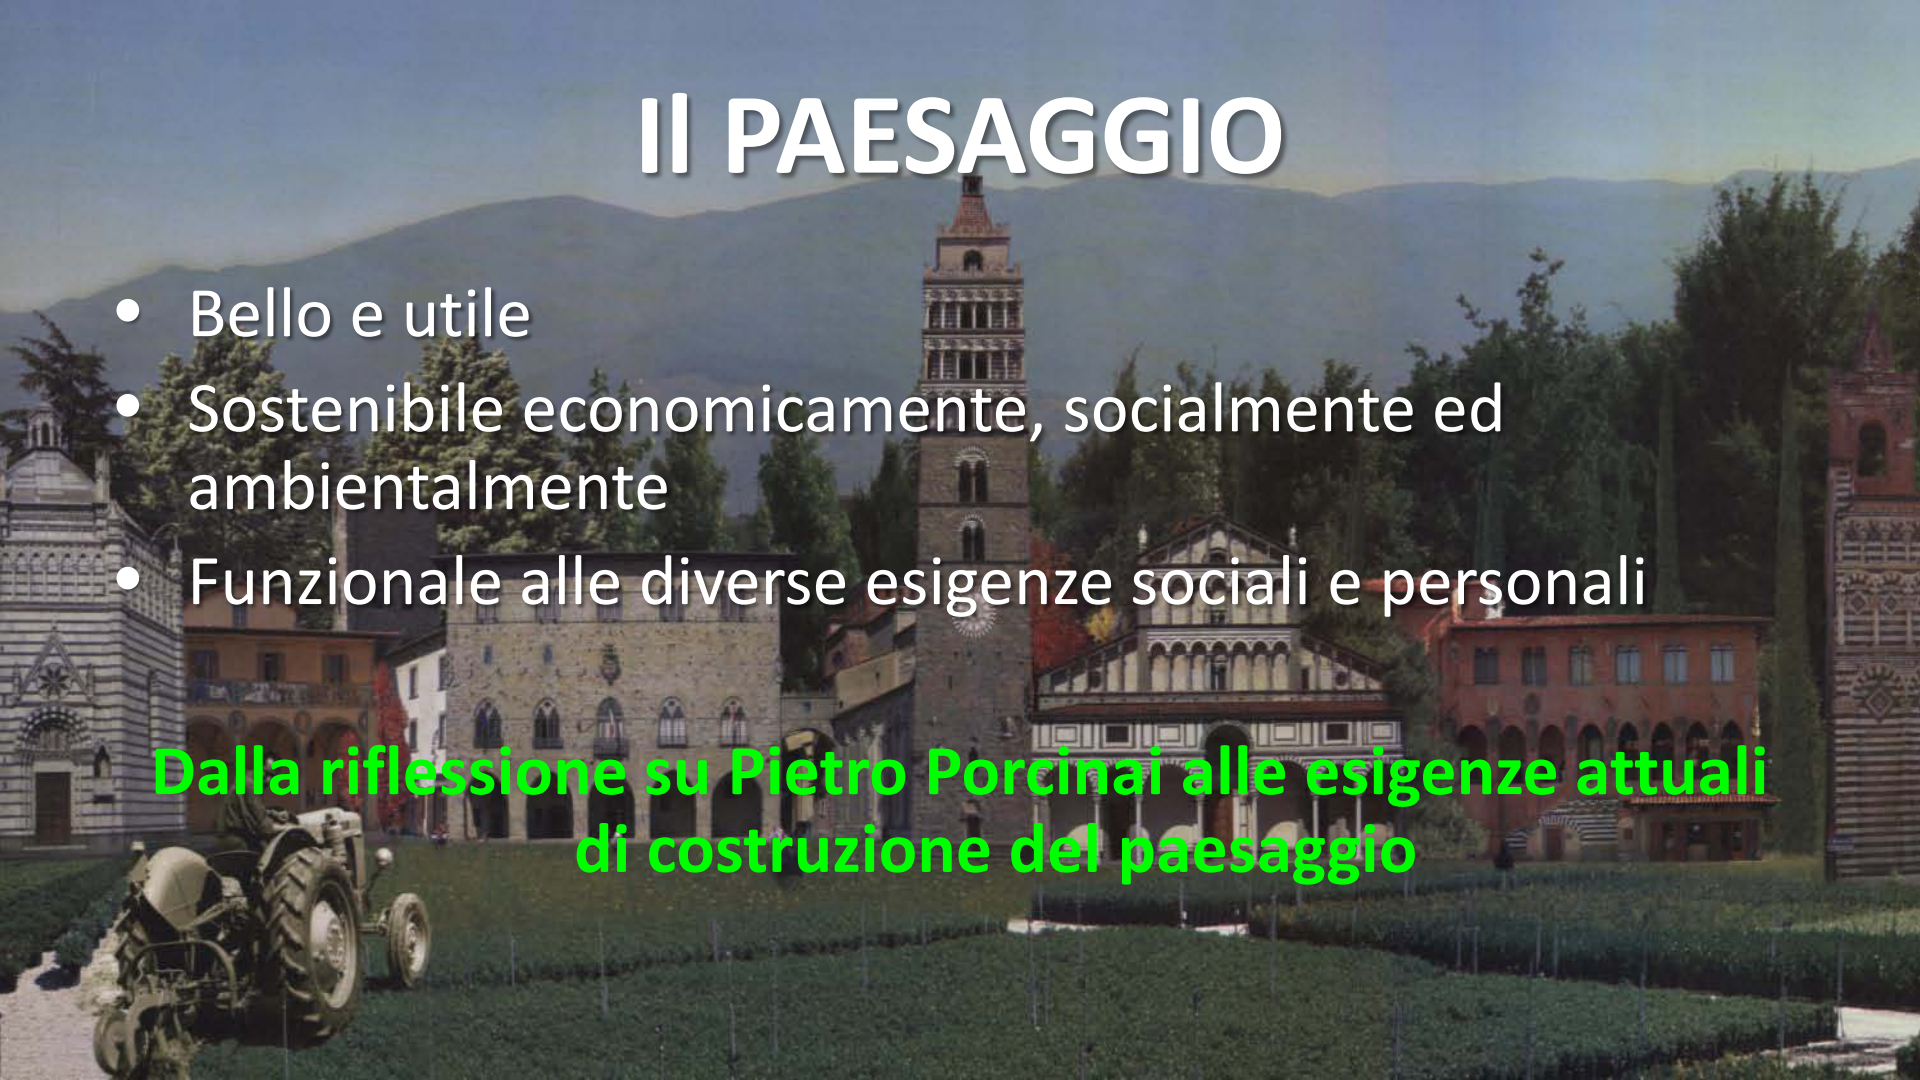 Il PAESAGGIO
• Bello e utile
• Sostenibile economicamente, socialmente ed
ambientalmente
• Funzionale alle diverse esigenze sociali e personali
Dalla riflessione su Pietro Porcinai alle esigenze attuali
di costruzione del paesaggio